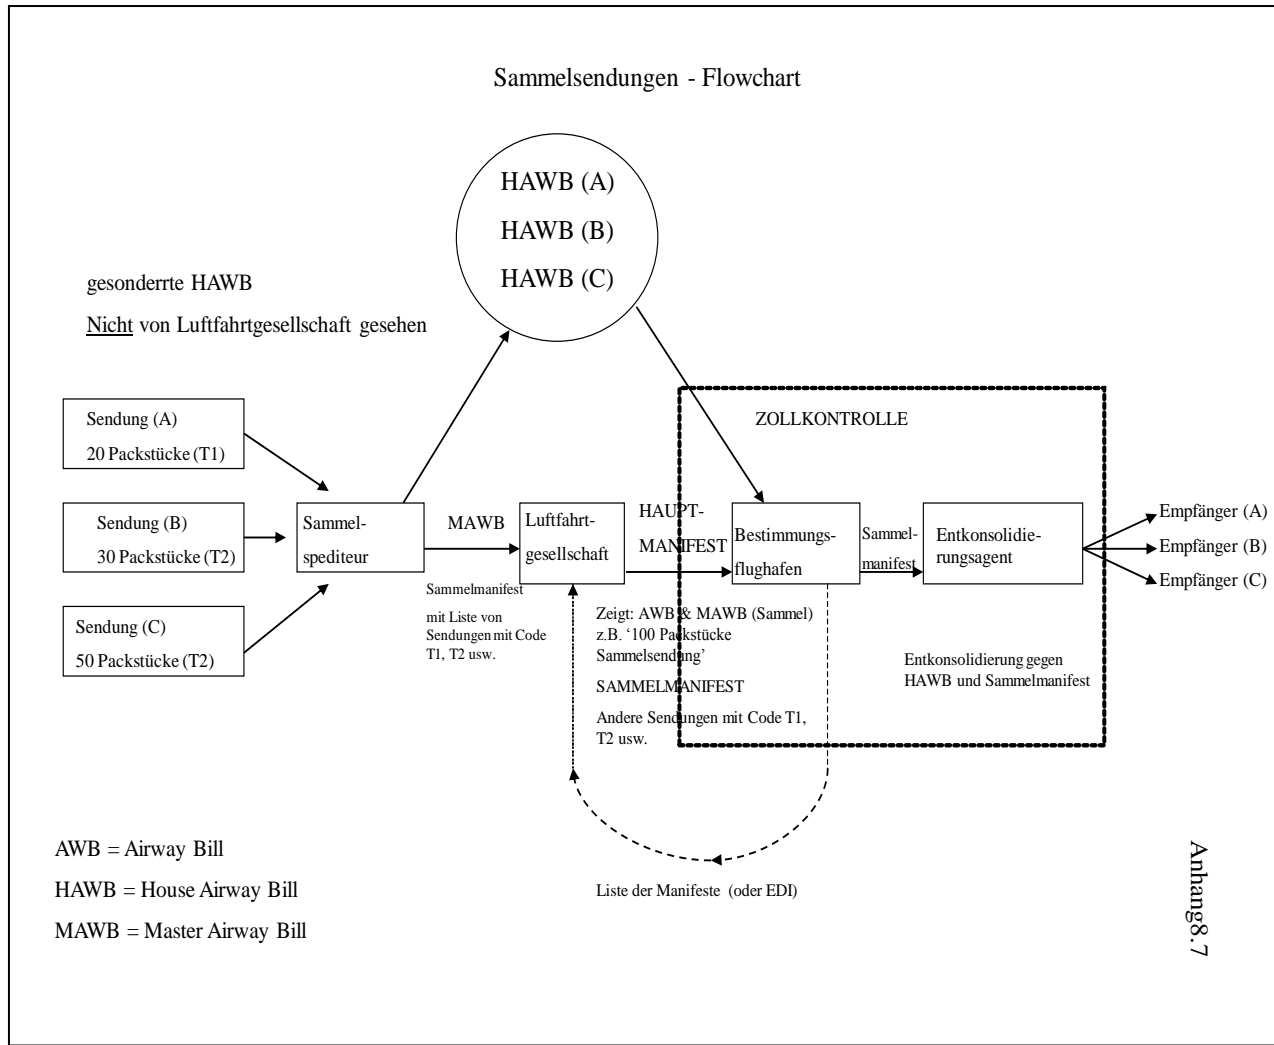 Sammelsendungen - Flowchart
HAWB (A)
HAWB (B)
HAWB (C)
gesonderrte HAWB
Nicht von Luftfahrtgesellschaft gesehen
Sendung (A)
20 Packstücke (T1)
Sendung (B)
30 Packstücke (T2)
Sendung (C)
50 Packstücke (T2)
Sammel-
spediteur
MAWB
Sammelmanifest
mit Liste von
Sendungen mit Code
T1, T2 usw.
Luftfahrt-
gesellschaft
HAUPT-
MANIFEST
Zeigt: AWB & MAWB (Sammel)
z.B. ‘100 Packstücke
Sammelsendung’
SAMMELMANIFEST
Andere Sendungen mit Code T1,
T2 usw.
ZOLLKONTROLLE
Bestimmungs-
flughafen
Sammel-
manifest
Entkonsolidie-
rungsagent
Entkonsolidierung gegen
HAWB und Sammelmanifest
Empfänger (A)
Empfänger (B)
Empfänger (C)
Liste der Manifeste (oder EDI)
AWB = Airway Bill
HAWB = House Airway Bill
MAWB = Master Airway Bill
Anhang8.7